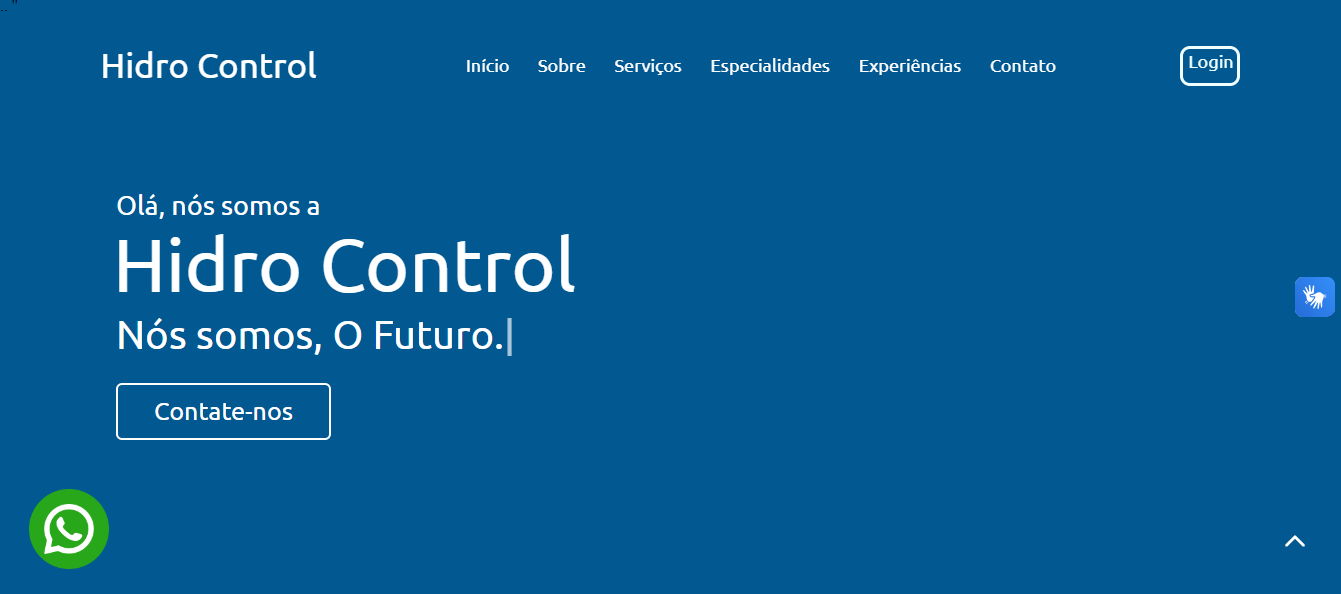 .. "
Hidro Control
Início Sobre Serviços Especialidades Experiências Contato
Login
Olá, nós somos a
Hidro Control
Nós somos, O Futuro.|
Contate-nos